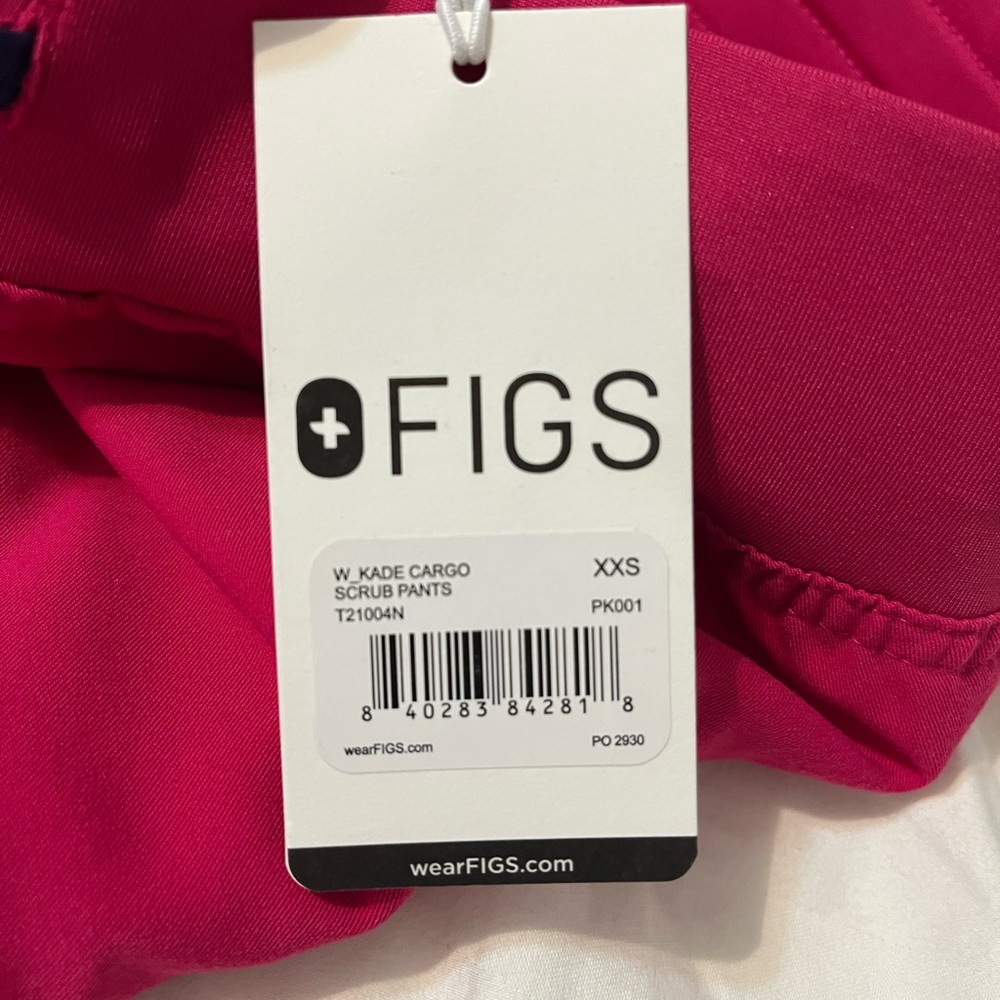 FIGS
W_KADE CARGO XXS
SCRUB PANTS
T21004N PK001
8 40283 84281 8
wearFIGS.com PO 2930
wearFIGS.com